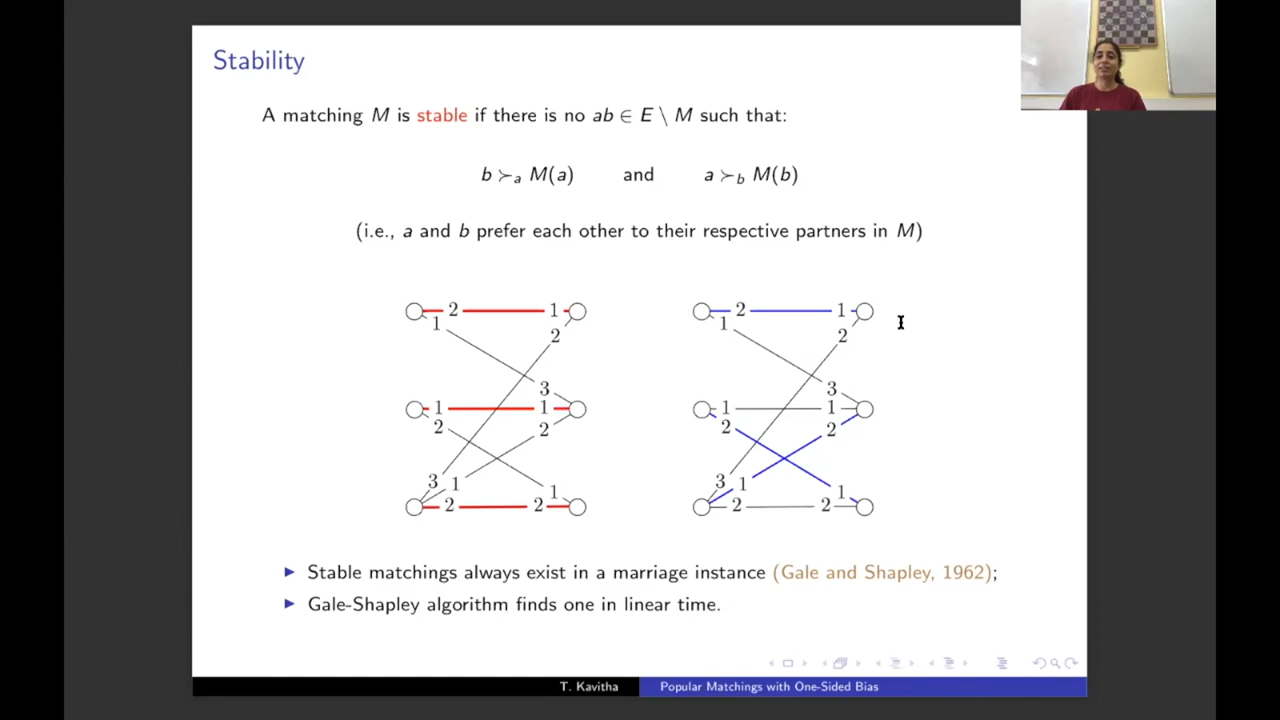 Stability
A matching M is stable if there is no ab ∈ E \ M such that:
b ≻a M(a) and a ≻b M(b)
(i.e., a and b prefer each other to their respective partners in M)
2 1 2 1
1 2 1 2
3 3
1 1 1 1
2 2 2 2
3 1 1 3 1 1
2 2 2 2
▶ Stable matchings always exist in a marriage instance (Gale and Shapley, 1962);
▶ Gale-Shapley algorithm finds one in linear time.
T. Kavitha Popular Matchings with One-Sided Bias